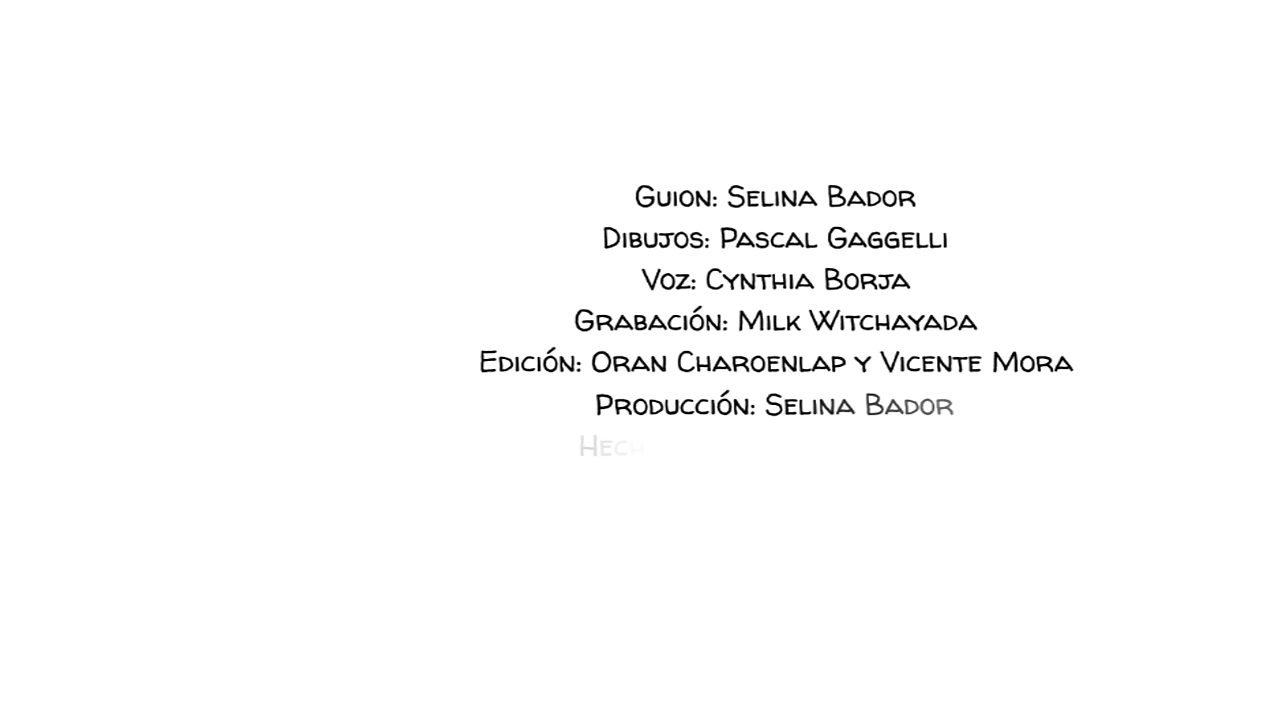 Guion: Selina Bador
Dibujos: Pascal Gaggelli
Voz: Cynthia Borja
Grabación: Milk Witchayada
Edición: Oran Charoenlap y Vicente Mora
Producción: Selina Bador